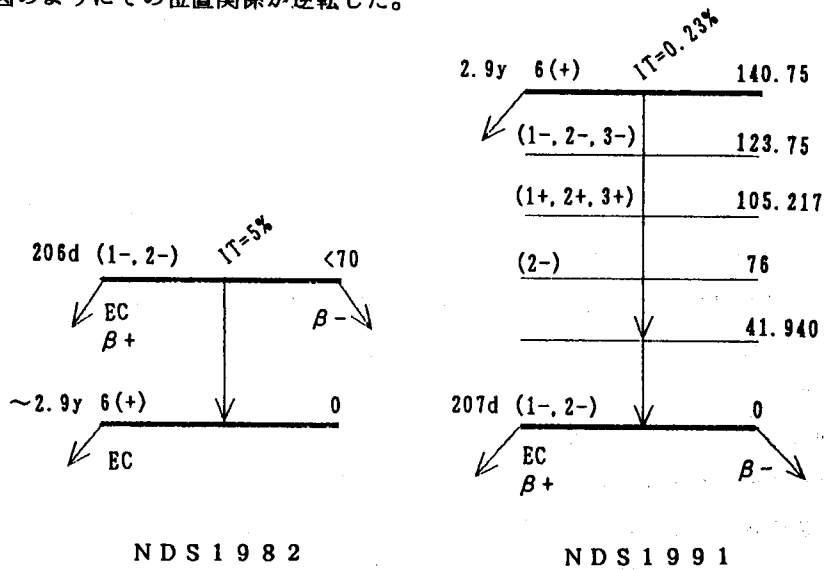 図のようにその位置関係が逆転した。
2.9y 6(+) IT=0.23% 140.75
(1-, 2-, 3-) 123.75
(1+, 2+, 3+) 105.217
206d (1-, 2-) IT=5% <70
(2-) 76
EC
β+
β-
41.940
~2.9y 6(+) 0
EC
207d (1-, 2-) 0
EC
β+
β-
NDS1982
NDS1991